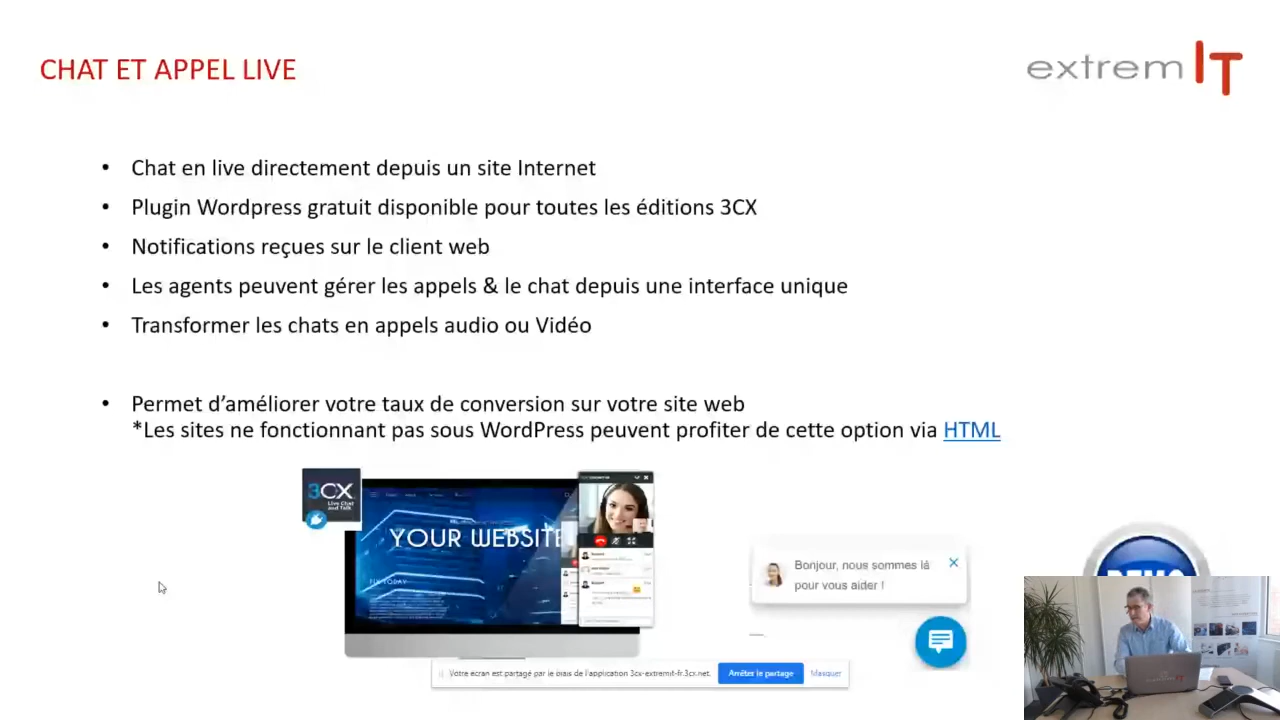 CHAT ET APPEL LIVE
extremIT
• Chat en live directement depuis un site Internet
• Plugin Wordpress gratuit disponible pour toutes les éditions 3CX
• Notifications reçues sur le client web
• Les agents peuvent gérer les appels & le chat depuis une interface unique
• Transformer les chats en appels audio ou Vidéo
• Permet d’améliorer votre taux de conversion sur votre site web
*Les sites ne fonctionnant pas sous WordPress peuvent profiter de cette option via HTML
3CX
Live Chat
and Talk
YOUR WEBSITE
Bonjour, nous sommes là
pour vous aider !
Votre écran est partagé par le biais de l'application 3cx-extremit-fr.3cx.net.
Arrêter le partage
Masquer